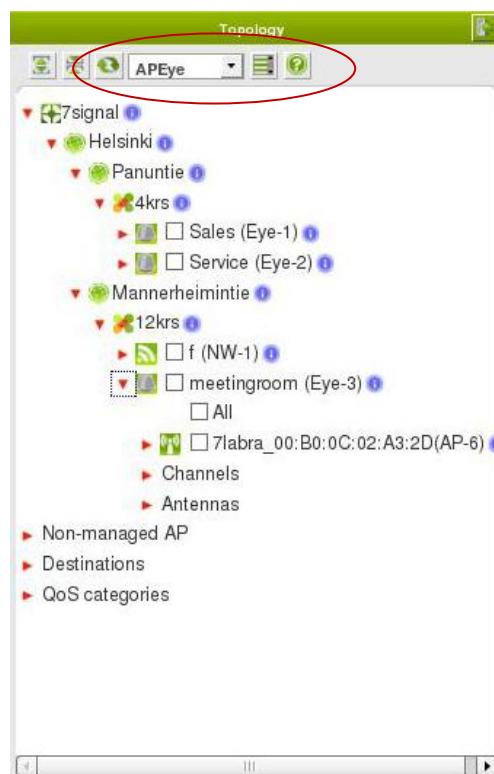 Topology
APEye
7signal
Helsinki
Panuntie
4krs
Sales (Eye-1)
Service (Eye-2)
Mannerheimintie
12krs
f (NW-1)
meetingroom (Eye-3)
All
7labra_00:B0:0C:02:A3:2D(AP-6)
Channels
Antennas
Non-managed AP
Destinations
QoS categories